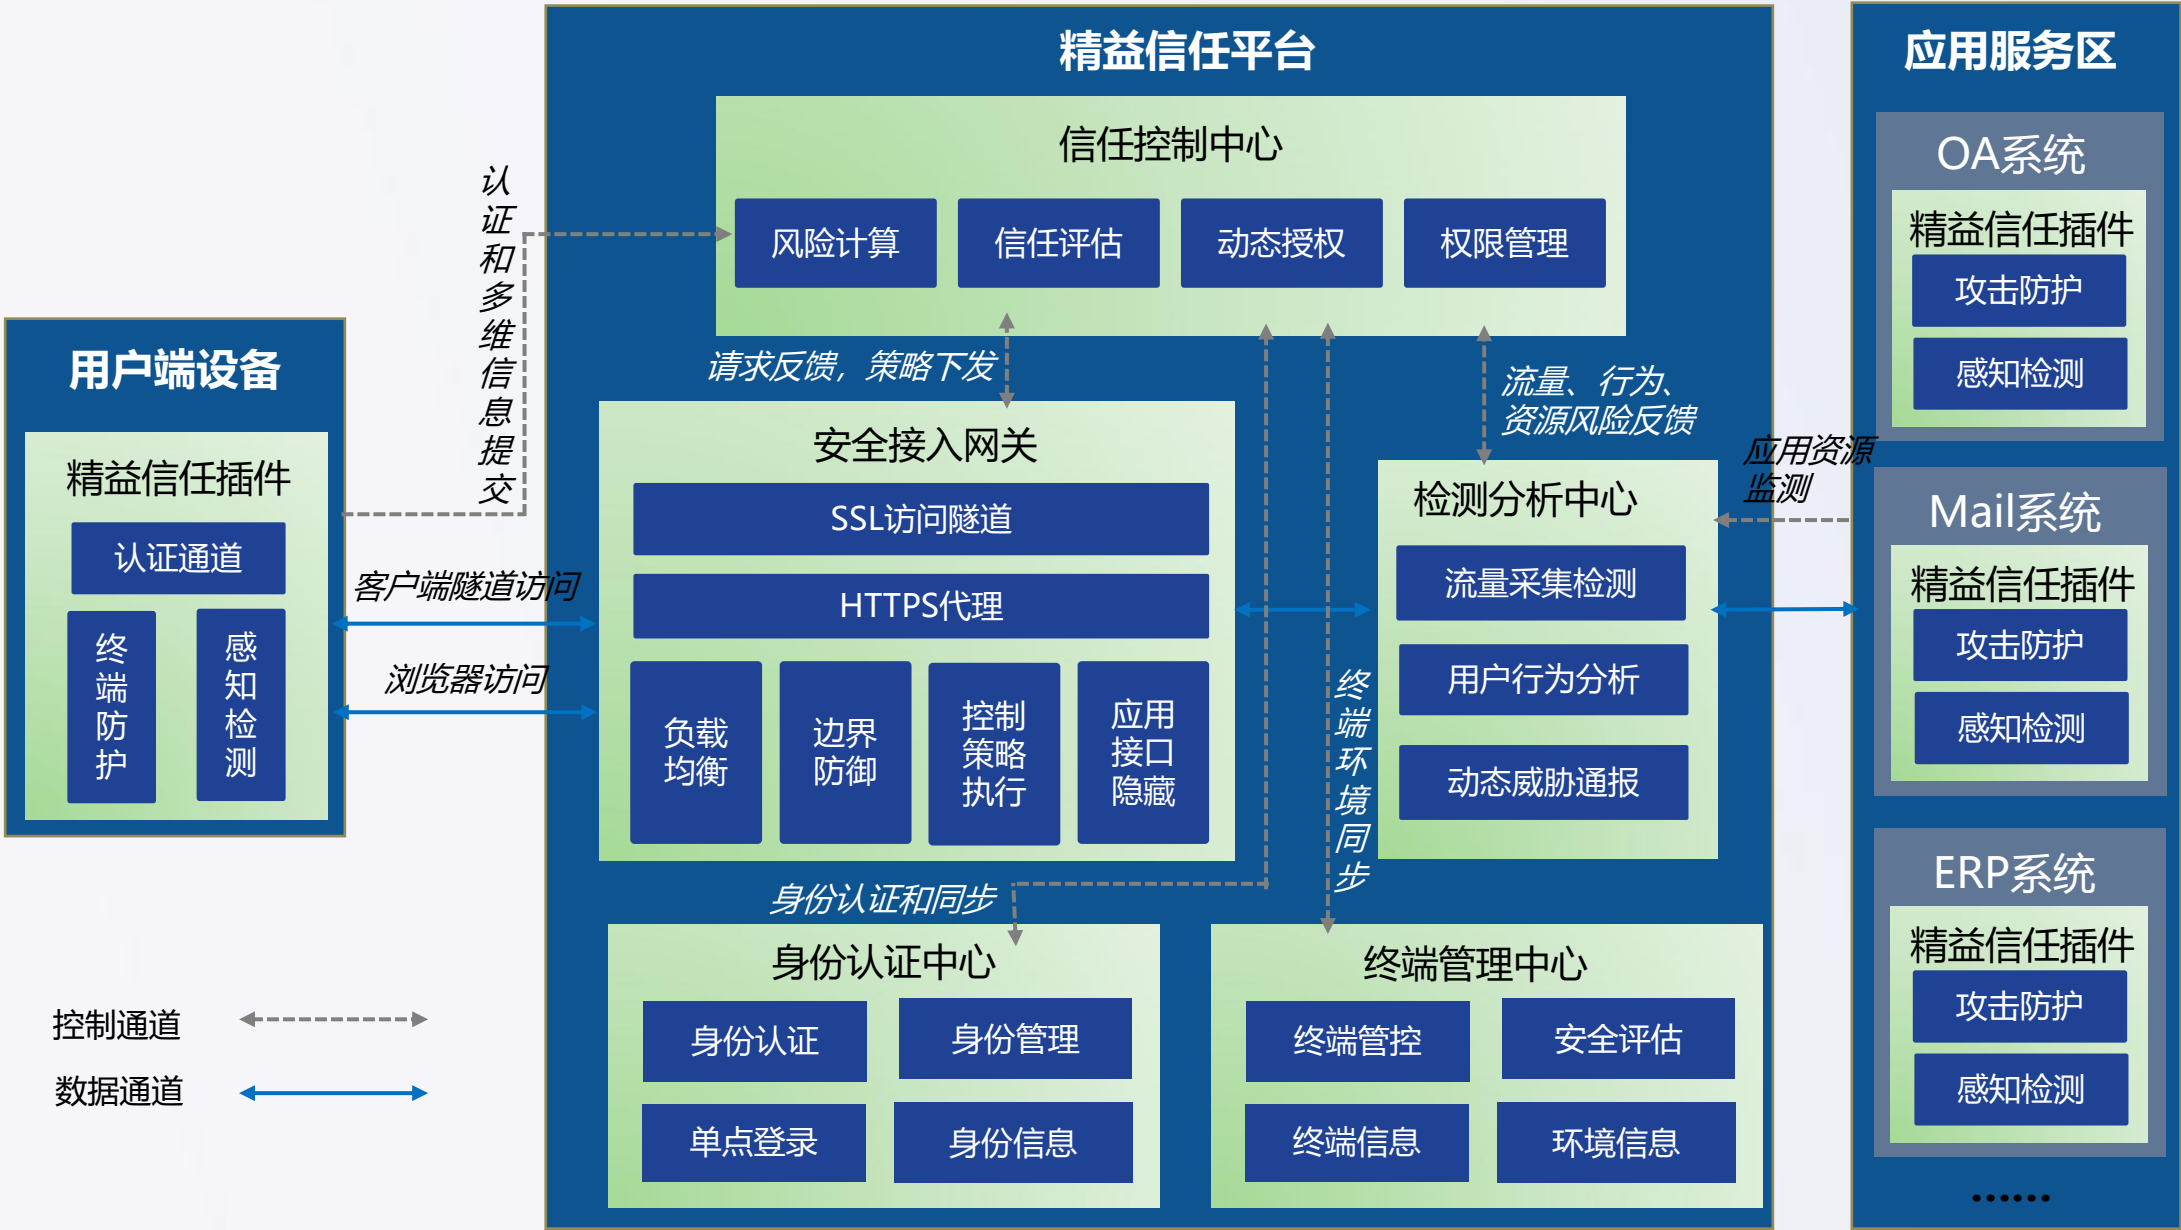 精益信任平台
应用服务区
信任控制中心
风险计算
信任评估
动态授权
权限管理
认
证
和
多
维
信
息
提
交
用户端设备
精益信任插件
认证通道
终
端
防
护
感
知
检
测
请求反馈，策略下发
流量、行为、
资源风险反馈
应用资源
监测
客户端隧道访问
浏览器访问
安全接入网关
SSL访问隧道
HTTPS代理
负载
均衡
边界
防御
控制
策略
执行
应用
接口
隐藏
检测分析中心
流量采集检测
用户行为分析
动态威胁通报
终
端
环
境
同
步
身份认证和同步
身份认证中心
身份认证
身份管理
单点登录
身份信息
终端管理中心
终端管控
安全评估
终端信息
环境信息
OA系统
精益信任插件
攻击防护
感知检测
Mail系统
精益信任插件
攻击防护
感知检测
ERP系统
精益信任插件
攻击防护
感知检测
……
控制通道
数据通道